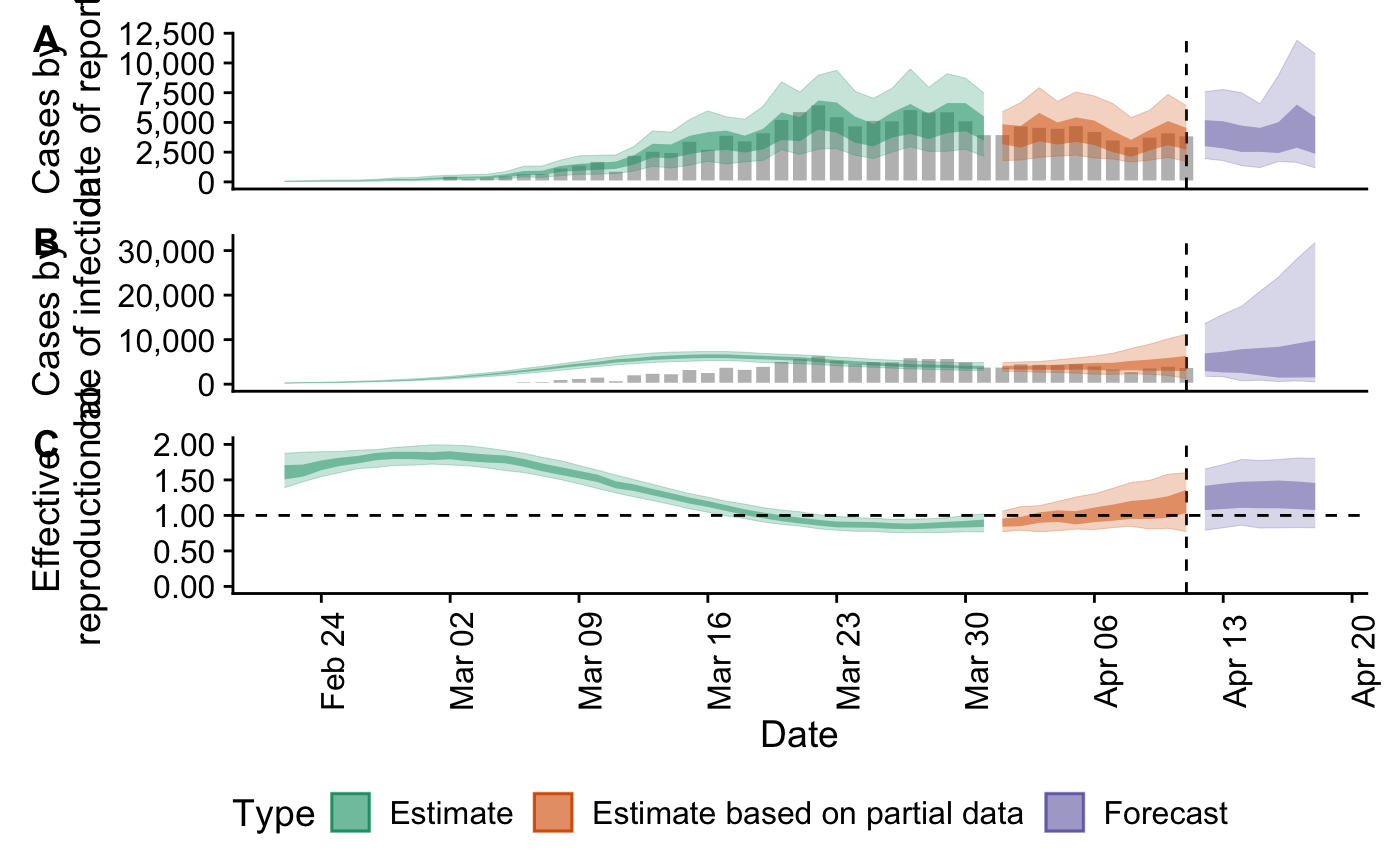 A
Cases by
date of report
12,500
10,000
7,500
5,000
2,500
0
B
Cases by
date of infection
30,000
20,000
10,000
0
C
Effective
reproduction no.
2.00
1.50
1.00
0.50
0.00
Feb 24
Mar 02
Mar 09
Mar 16
Mar 23
Mar 30
Apr 06
Apr 13
Apr 20
Date
Type
Estimate
Estimate based on partial data
Forecast